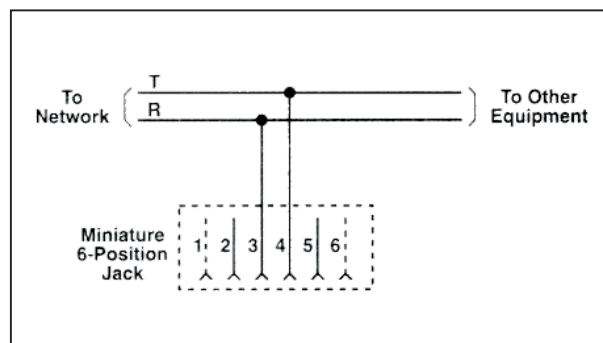 T
To
Network
R
To Other
Equipment
Miniature
6-Position
Jack
1 2 3 4 5 6